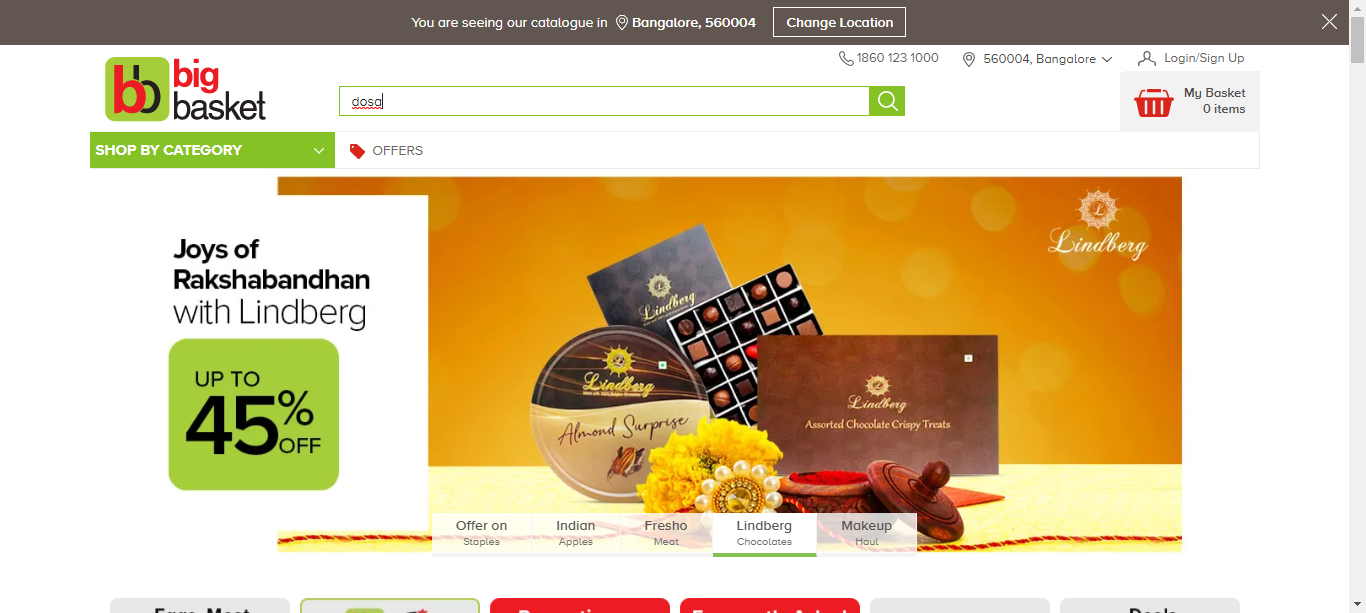 You are seeing our catalogue in Bangalore, 560004 Change Location
1860 123 1000 560004, Bangalore Login/Sign Up
bb big basket
dosa
My Basket
0 items
SHOP BY CATEGORY OFFERS
Lindberg
Joys of
Rakshabandhan
with Lindberg
UP TO
45% OFF
Lindberg
Lindberg
Almond Surprise
Lindberg
Assorted Chocolate Crispy Treats
Offer on Indian Fresho Lindberg Makeup
Staples Apples Meat Chocolates Haul
Deals